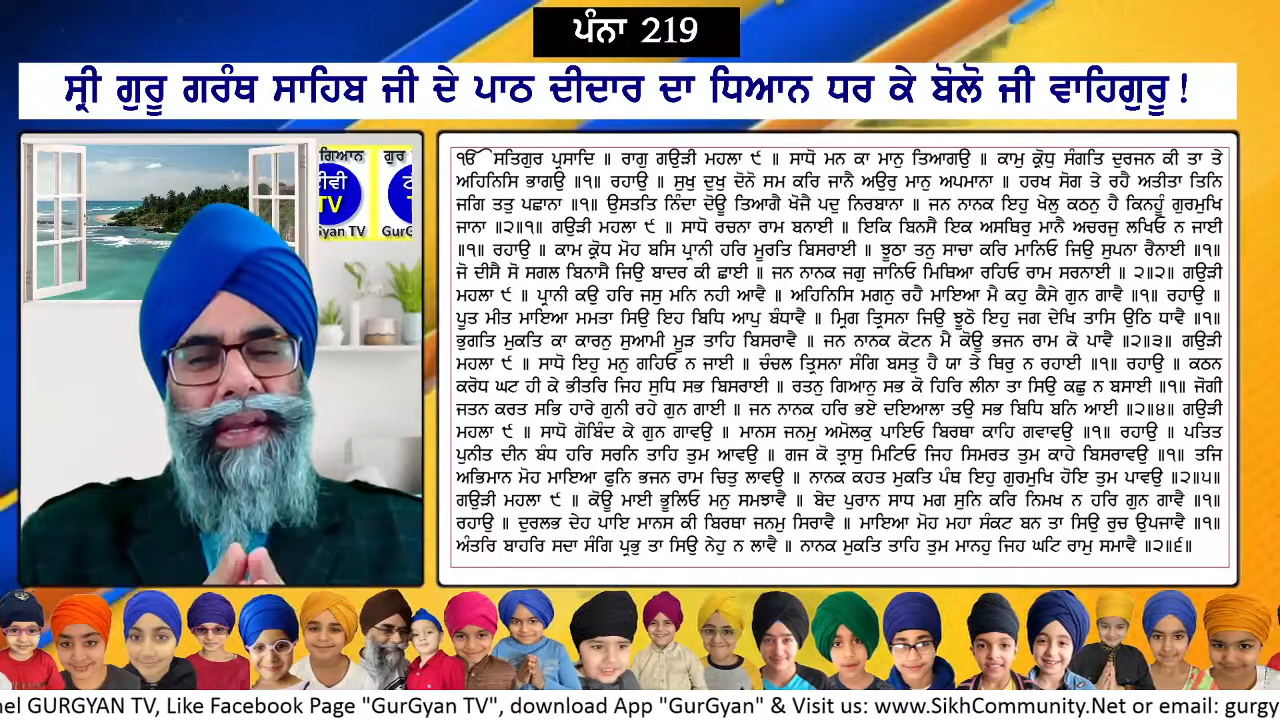 ਪੰਨਾ 219
ਸ੍ਰੀ ਗੁਰੂ ਗਰੰਥ ਸਾਹਿਬ ਜੀ ਦੇ ਪਾਠ ਦੀਦਾਰ ਦਾ ਧਿਆਨ ਧਰ ਕੇ ਬੋਲੋ ਜੀ ਵਾਹਿਗੁਰੂ!
ਗਿਆਨ
ਟੀਵੀ
TV
Gyan TV
ਗੁਰ
GurG
ੴ ਸਤਿਗੁਰ ਪ੍ਰਸਾਦਿ ॥ ਰਾਗੁ ਗਉੜੀ ਮਹਲਾ ੯ ॥ ਸਾਧੋ ਮਨ ਕਾ ਮਾਨੁ ਤਿਆਗਉ ॥ ਕਾਮੁ ਕ੍ਰੋਧੁ ਸੰਗਤਿ ਦੁਰਜਨ ਕੀ ਤਾ ਤੇ
ਅਹਿਨਿਸਿ ਭਾਗਉ ॥੧॥ ਰਹਾਉ ॥ ਸੁਖੁ ਦੁਖੁ ਦੋਨੋ ਸਮ ਕਰਿ ਜਾਨੈ ਅਉਰੁ ਮਾਨੁ ਅਪਮਾਨਾ ॥ ਹਰਖ ਸੋਗ ਤੇ ਰਹੈ ਅਤੀਤਾ ਤਿਨਿ
ਜਗਿ ਤਤੁ ਪਛਾਨਾ ॥੧॥ ਉਸਤਤਿ ਨਿੰਦਾ ਦੋਊ ਤਿਆਗੈ ਖੋਜੈ ਪਦੁ ਨਿਰਬਾਨਾ ॥ ਜਨ ਨਾਨਕ ਇਹੁ ਖੇਲੁ ਕਠਨੁ ਹੈ ਕਿਨਹੂੰ ਗੁਰਮੁਖਿ
ਜਾਨਾ ॥੨॥੧॥ ਗਉੜੀ ਮਹਲਾ ੯ ॥ ਸਾਧੋ ਰਚਨਾ ਰਾਮ ਬਨਾਈ ॥ ਇਕਿ ਬਿਨਸੈ ਇਕ ਅਸਥਿਰੁ ਮਾਨੈ ਅਚਰਜੁ ਲਖਿਓ ਨ ਜਾਈ
॥੧॥ ਰਹਾਉ ॥ ਕਾਮ ਕ੍ਰੋਧ ਮੋਹ ਬਸਿ ਪ੍ਰਾਨੀ ਹਰਿ ਮੂਰਤਿ ਬਿਸਰਾਈ ॥ ਝੂਠਾ ਤਨੁ ਸਾਚਾ ਕਰਿ ਮਾਨਿਓ ਜਿਉ ਸੁਪਨਾ ਰੈਨਾਈ ॥੧॥
ਜੋ ਦੀਸੈ ਸੋ ਸਗਲ ਬਿਨਾਸੈ ਜਿਉ ਬਾਦਰ ਕੀ ਛਾਈ ॥ ਜਨ ਨਾਨਕ ਜਗੁ ਜਾਨਿਓ ਮਿਥਿਆ ਰਹਿਓ ਰਾਮ ਸਰਨਾਈ ॥ ੨॥੨॥ ਗਉੜੀ
ਮਹਲਾ ੯ ॥ ਪ੍ਰਾਨੀ ਕਉ ਹਰਿ ਜਸੁ ਮਨਿ ਨਹੀ ਆਵੈ ॥ ਅਹਿਨਿਸਿ ਮਗਨੁ ਰਹੈ ਮਾਇਆ ਮੈ ਕਹੁ ਕੈਸੇ ਗੁਨ ਗਾਵੈ ॥੧॥ ਰਹਾਉ ॥
ਪੂਤ ਮੀਤ ਮਾਇਆ ਮਮਤਾ ਸਿਉ ਇਹ ਬਿਧਿ ਆਪੁ ਬੰਧਾਵੈ ॥ ਮ੍ਰਿਗ ਤ੍ਰਿਸਨਾ ਜਿਉ ਝੂਠੋ ਇਹੁ ਜਗ ਦੇਖਿ ਤਾਸਿ ਉਠਿ ਧਾਵੈ ॥੧॥
ਭੁਗਤਿ ਮੁਕਤਿ ਕਾ ਕਾਰਨੁ ਸੁਆਮੀ ਮੂੜ ਤਾਹਿ ਬਿਸਰਾਵੈ ॥ ਜਨ ਨਾਨਕ ਕੋਟਨ ਮੈ ਕੋਊ ਭਜਨੁ ਰਾਮ ਕੋ ਪਾਵੈ ॥੨॥੩॥ ਗਉੜੀ
ਮਹਲਾ ੯ ॥ ਸਾਧੋ ਇਹੁ ਮਨੁ ਗਹਿਓ ਨ ਜਾਈ ॥ ਚੰਚਲ ਤ੍ਰਿਸਨਾ ਸੰਗਿ ਬਸਤੁ ਹੈ ਯਾ ਤੇ ਥਿਰੁ ਨ ਰਹਾਈ ॥੧॥ ਰਹਾਉ ॥ ਕਠਨ
ਕਰੋਧ ਘਟ ਹੀ ਕੇ ਭੀਤਰਿ ਜਿਹ ਸੁਧਿ ਸਭ ਬਿਸਰਾਈ ॥ ਰਤਨੁ ਗਿਆਨੁ ਸਭ ਕੋ ਹਿਰਿ ਲੀਨਾ ਤਾ ਸਿਉ ਕਛੁ ਨ ਬਸਾਈ ॥੧॥ ਜੋਗੀ
ਜਤਨ ਕਰਤ ਸਭਿ ਹਾਰੇ ਗੁਨੀ ਰਹੇ ਗੁਨ ਗਾਈ ॥ ਜਨ ਨਾਨਕ ਹਰਿ ਭਏ ਦਇਆਲਾ ਤਉ ਸਭ ਬਿਧਿ ਬਨਿ ਆਈ ॥੨॥੪॥ ਗਉੜੀ
ਮਹਲਾ ੯ ॥ ਸਾਧੋ ਗੋਬਿੰਦ ਕੇ ਗੁਨ ਗਾਵਉ ॥ ਮਾਨਸ ਜਨਮੁ ਅਮੋਲਕੁ ਪਾਇਓ ਬਿਰਥਾ ਕਾਹਿ ਗਵਾਵਉ ॥੧॥ ਰਹਾਉ ॥ ਪਤਿਤ
ਪੁਨੀਤ ਦੀਨ ਬੰਧ ਹਰਿ ਸਰਨਿ ਤਾਹਿ ਤੁਮ ਆਵਉ ॥ ਗਜ ਕੋ ਤ੍ਰਾਸੁ ਮਿਟਿਓ ਜਿਹ ਸਿਮਰਤ ਤੁਮ ਕਾਹੇ ਬਿਸਰਾਵਉ ॥੧॥ ਤਜਿ
ਅਭਿਮਾਨ ਮੋਹ ਮਾਇਆ ਫੁਨਿ ਭਜਨ ਰਾਮ ਚਿਤੁ ਲਾਵਉ ॥ ਨਾਨਕ ਕਹਤ ਮੁਕਤਿ ਪੰਥ ਇਹੁ ਗੁਰਮੁਖਿ ਹੋਇ ਤੁਮ ਪਾਵਉ ॥੨॥੫॥
ਗਉੜੀ ਮਹਲਾ ੯ ॥ ਕੋਊ ਮਾਈ ਭੂਲਿਓ ਮਨੁ ਸਮਝਾਵੈ ॥ ਬੇਦ ਪੁਰਾਨ ਸਾਧ ਮਗ ਸੁਨਿ ਕਰਿ ਨਿਮਖ ਨ ਹਰਿ ਗੁਨ ਗਾਵੈ ॥੧॥
ਰਹਾਉ ॥ ਦੁਰਲਭ ਦੇਹ ਪਾਇ ਮਾਨਸ ਕੀ ਬਿਰਥਾ ਜਨਮੁ ਸਿਰਾਵੈ ॥ ਮਾਇਆ ਮੋਹ ਮਹਾ ਸੰਕਟ ਬਨ ਤਾ ਸਿਉ ਰੁਚ ਉਪਜਾਵੈ ॥੧॥
ਅੰਤਰਿ ਬਾਹਰਿ ਸਦਾ ਸੰਗਿ ਪ੍ਰਭੁ ਤਾ ਸਿਉ ਨੇਹੁ ਨ ਲਾਵੈ ॥ ਨਾਨਕ ਮੁਕਤਿ ਤਾਹਿ ਤੁਮ ਮਾਨਹੁ ਜਿਹ ਘਟਿ ਰਾਮੁ ਸਮਾਵੈ ॥੨॥੬॥
nel GURGYAN TV, Like Facebook Page "GurGyan TV", download App "GurGyan" & Visit us: www.SikhCommunity.Net or email: gurgy